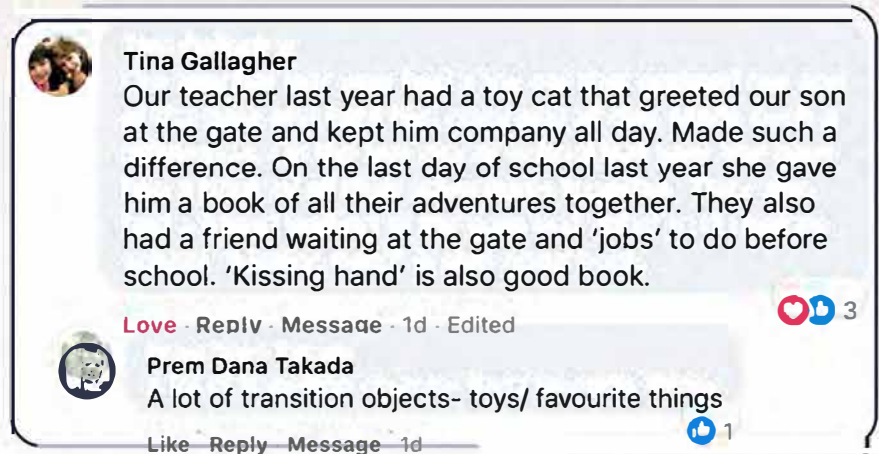 Tina Gallagher
Our teacher last year had a toy cat that greeted our son
at the gate and kept him company all day. Made such a
difference. On the last day of school last year she gave
him a book of all their adventures together. They also
had a friend waiting at the gate and ‘jobs’ to do before
school. ‘Kissing hand’ is also good book.
Love · Reply · Message · 1d · Edited
3
Prem Dana Takada
A lot of transition objects- toys/ favourite things
1
Like Reply Message 1d